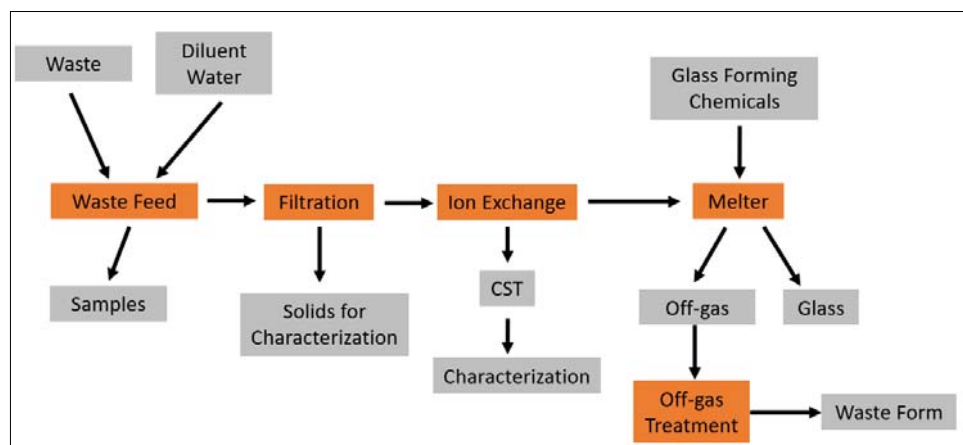 Waste
Diluent
Water
Glass Forming
Chemicals
Waste Feed
Filtration
Ion Exchange
Melter
Samples
Solids for
Characterization
CST
Characterization
Off-gas
Glass
Off-gas
Treatment
Waste Form